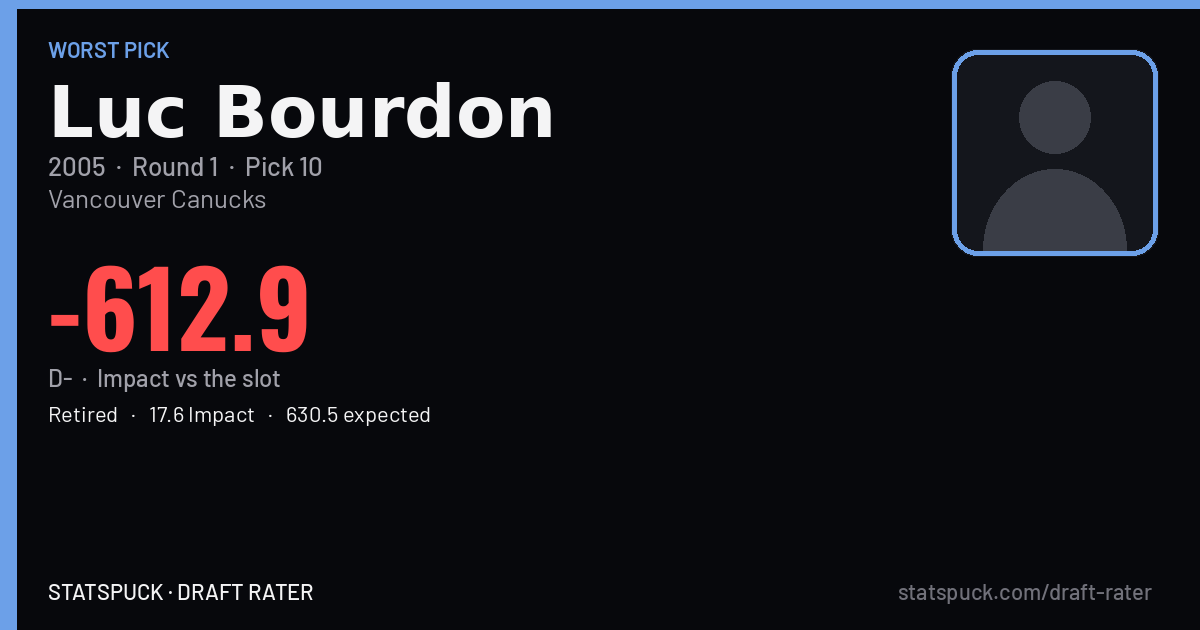 WORST PICK
Luc Bourdon
2005 · Round 1 · Pick 10
Vancouver Canucks
-612.9
D- · Impact vs the slot
Retired · 17.6 Impact · 630.5 expected
STATSPUCK · DRAFT RATER
statspuck.com/draft-rater